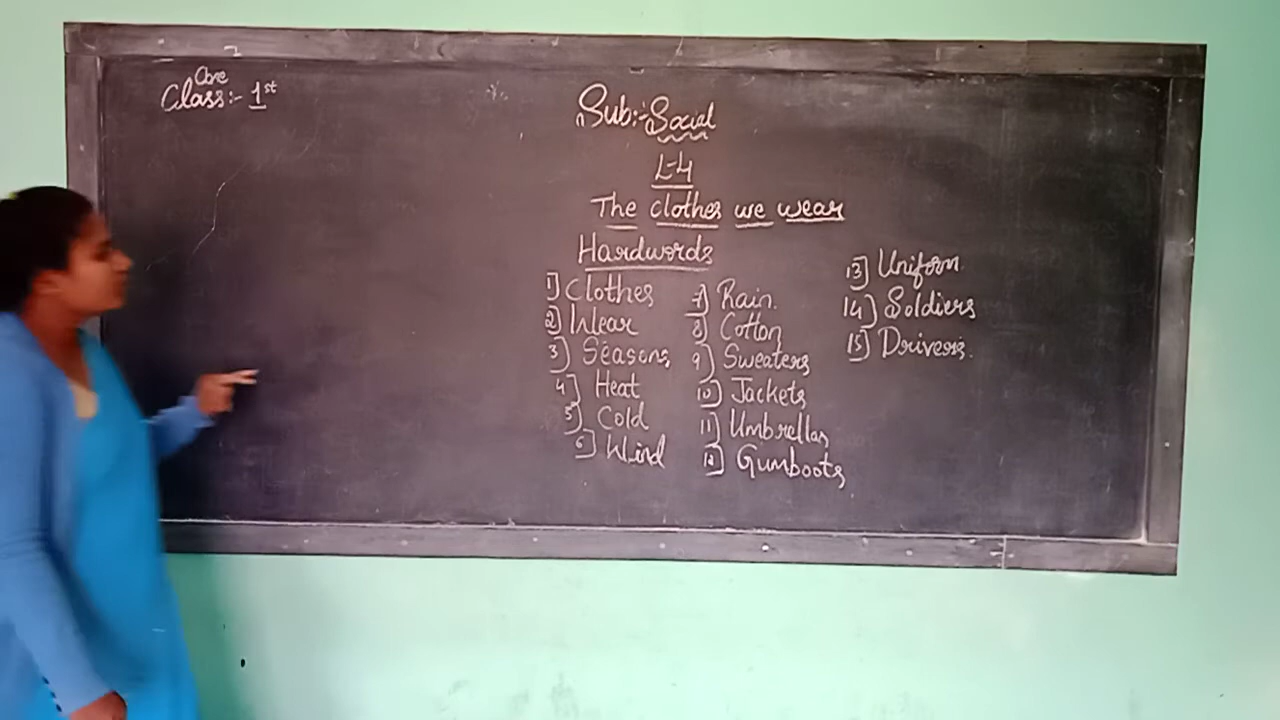 One
Class:- 1st
Sub:- Social
L-4
The clothes we wear
Hardwords
1] Clothes
2] Wear
3] Seasons
4] Heat
5] Cold
6] Wind
7] Rain.
8] Cotton
9] Sweaters
10] Jackets
11] Umbrellas
12] Gumboots
13] Uniform
14] Soldiers
15] Drivers.